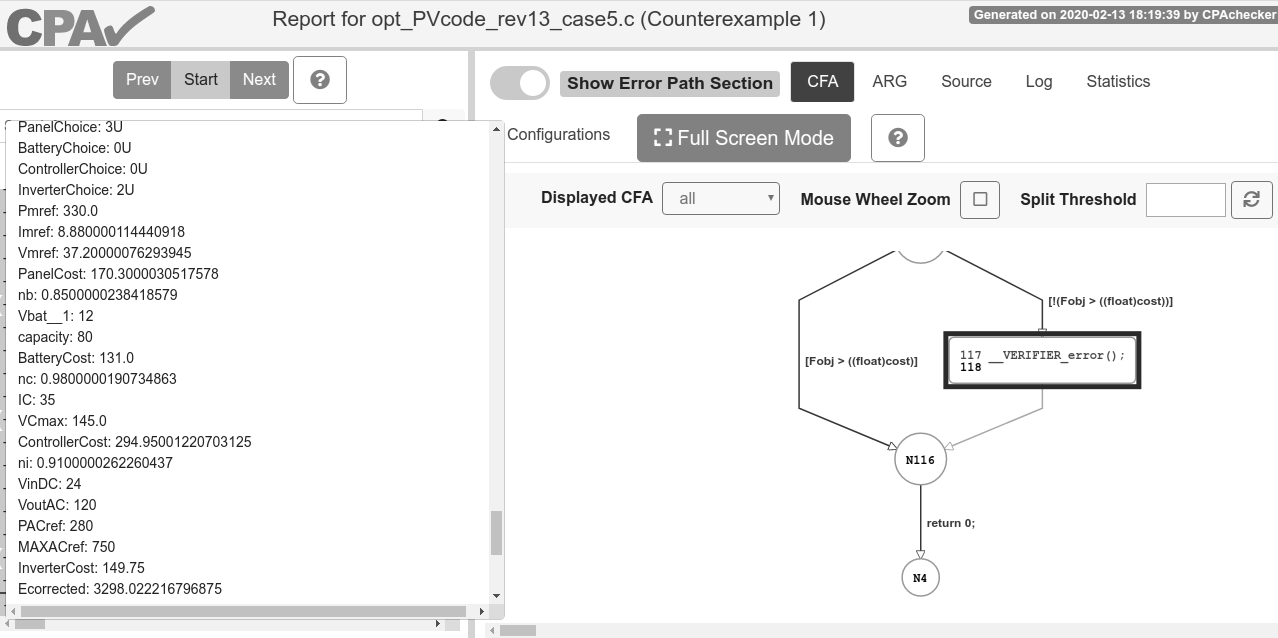 CPA
Report for opt_PVcode_rev13_case5.c (Counterexample 1)
Generated on 2020-02-13 18:19:39 by CPAchecker
Prev
Start
Next
?
Show Error Path Section
CFA
ARG
Source
Log
Statistics
Configurations
Full Screen Mode
?
Displayed CFA
all
Mouse Wheel Zoom
Split Threshold
PanelChoice: 3U
BatteryChoice: 0U
ControllerChoice: 0U
InverterChoice: 2U
Pmref: 330.0
Imref: 8.880000114440918
Vmref: 37.20000076293945
PanelCost: 170.3000030517578
nb: 0.8500000238418579
Vbat__1: 12
capacity: 80
BatteryCost: 131.0
nc: 0.9800000190734863
IC: 35
VCmax: 145.0
ControllerCost: 294.95001220703125
ni: 0.9100000262260437
VinDC: 24
VoutAC: 120
PACref: 280
MAXACref: 750
InverterCost: 149.75
Ecorrected: 3298.022216796875
[!(Fobj > ((float)cost))]
[Fobj > ((float)cost)]
117 __VERIFIER_error();
118
N116
return 0;
N4